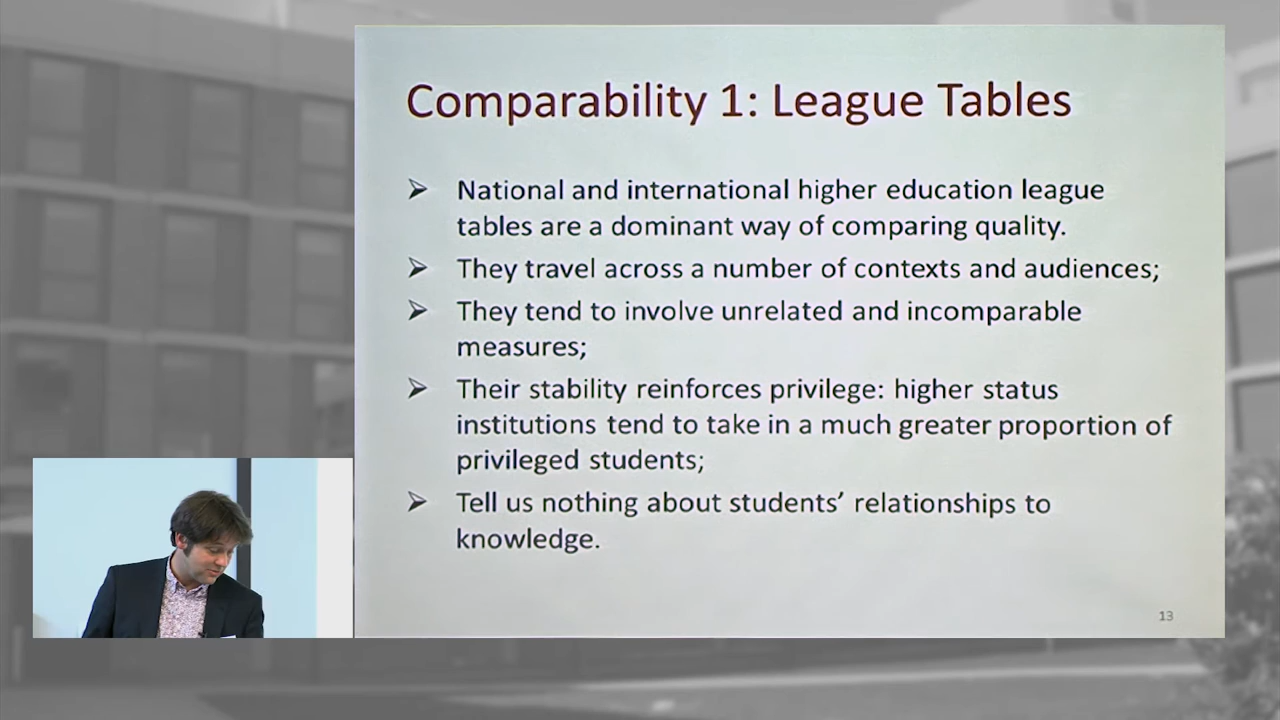 Comparability 1: League Tables
➢ National and international higher education league
tables are a dominant way of comparing quality.
➢ They travel across a number of contexts and audiences;
➢ They tend to involve unrelated and incomparable
measures;
➢ Their stability reinforces privilege: higher status
institutions tend to take in a much greater proportion of
privileged students;
➢ Tell us nothing about students’ relationships to
knowledge.
13